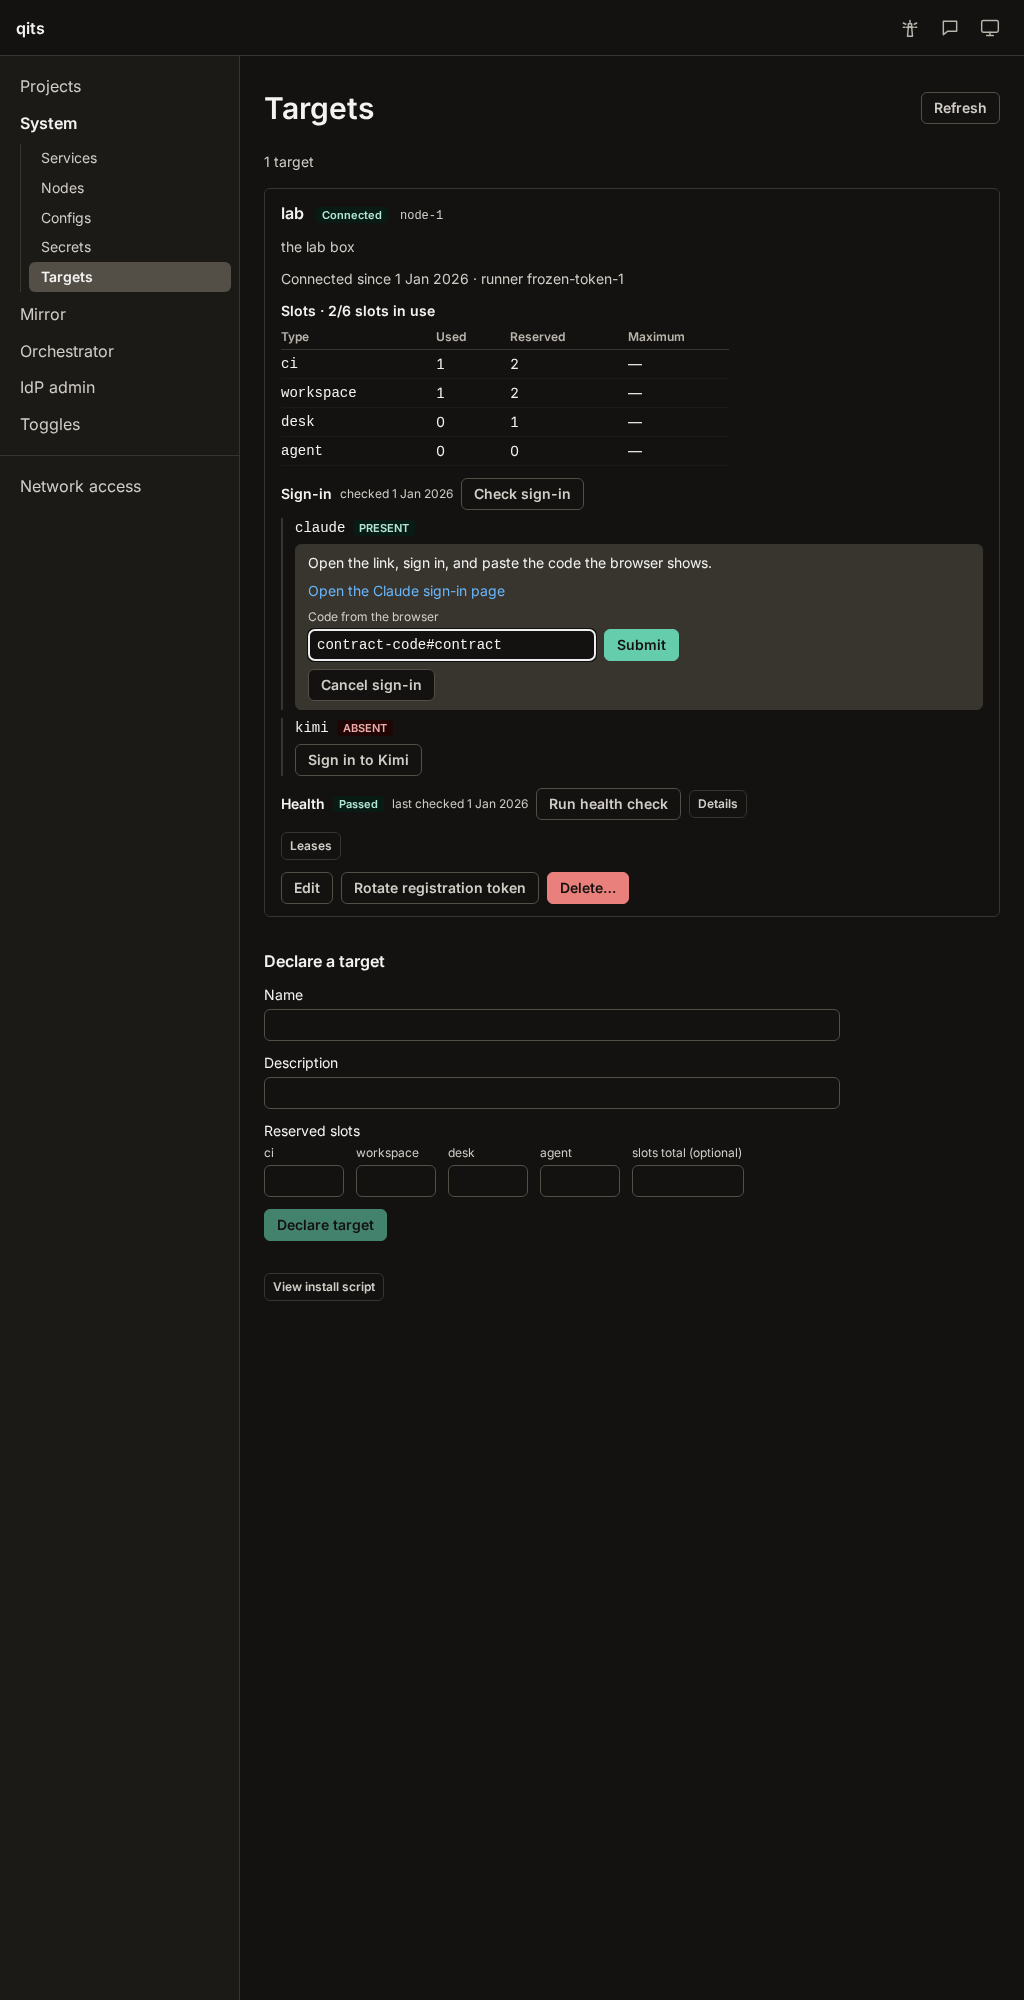 qits
Projects
System
Services
Nodes
Configs
Secrets
Targets
Mirror
Orchestrator
IdP admin
Toggles
Network access
Targets
Refresh
1 target
lab Connected node-1
the lab box
Connected since 1 Jan 2026 · runner frozen-token-1
Slots · 2/6 slots in use
Type Used Reserved Maximum
ci 1 2 —
workspace 1 2 —
desk 0 1 —
agent 0 0 —
Sign-in checked 1 Jan 2026 Check sign-in
claude PRESENT
Open the link, sign in, and paste the code the browser shows.
Open the Claude sign-in page
Code from the browser
contract-code#contract Submit
Cancel sign-in
kimi ABSENT
Sign in to Kimi
Health Passed last checked 1 Jan 2026 Run health check Details
Leases
Edit Rotate registration token Delete…
Declare a target
Name
Description
Reserved slots
ci workspace desk agent slots total (optional)
Declare target
View install script